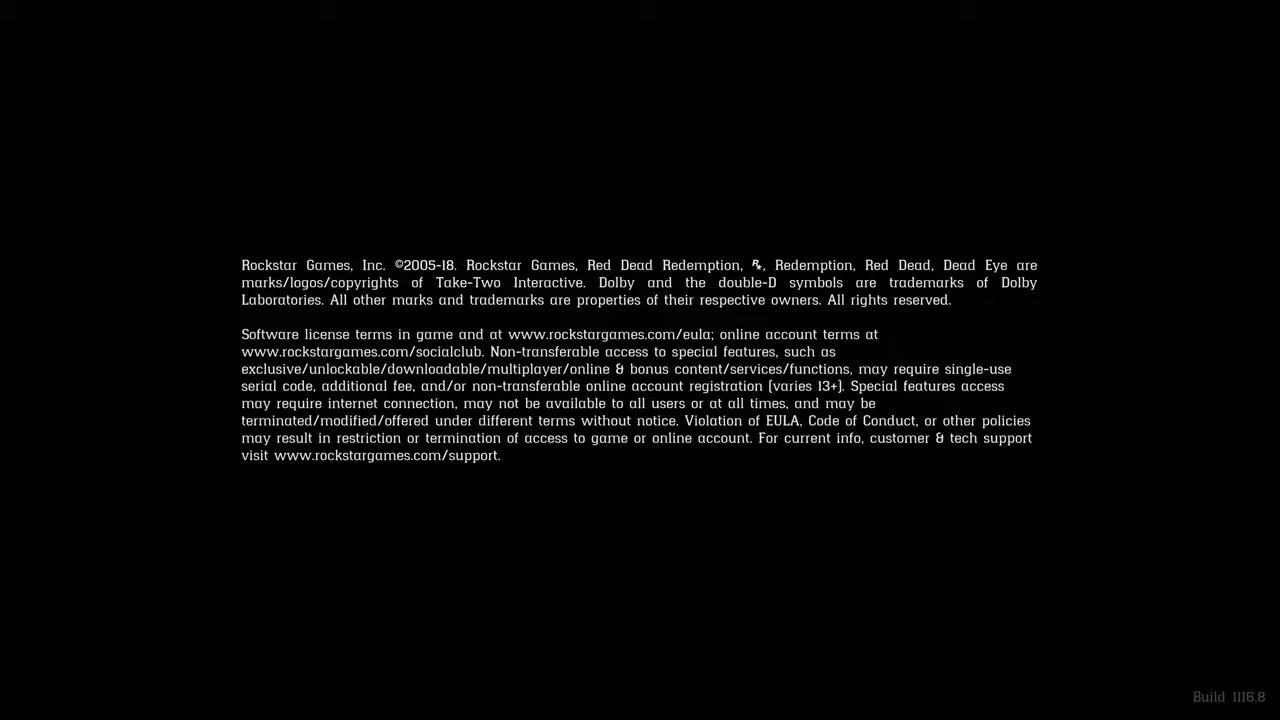 Rockstar Games, Inc. ©2005-18. Rockstar Games, Red Dead Redemption, , Redemption, Red Dead, Dead Eye are
marks/logos/copyrights of Take-Two Interactive. Dolby and the double-D symbols are trademarks of Dolby
Laboratories. All other marks and trademarks are properties of their respective owners. All rights reserved.
Software license terms in game and at www.rockstargames.com/eula; online account terms at
www.rockstargames.com/socialclub. Non-transferable access to special features, such as
exclusive/unlockable/downloadable/multiplayer/online & bonus content/services/functions, may require single-use
serial code, additional fee, and/or non-transferable online account registration (varies 13+). Special features access
may require internet connection, may not be available to all users or at all times, and may be
terminated/modified/offered under different terms without notice. Violation of EULA, Code of Conduct, or other policies
may result in restriction or termination of access to game or online account. For current info, customer & tech support
visit www.rockstargames.com/support.
Build 1116.8